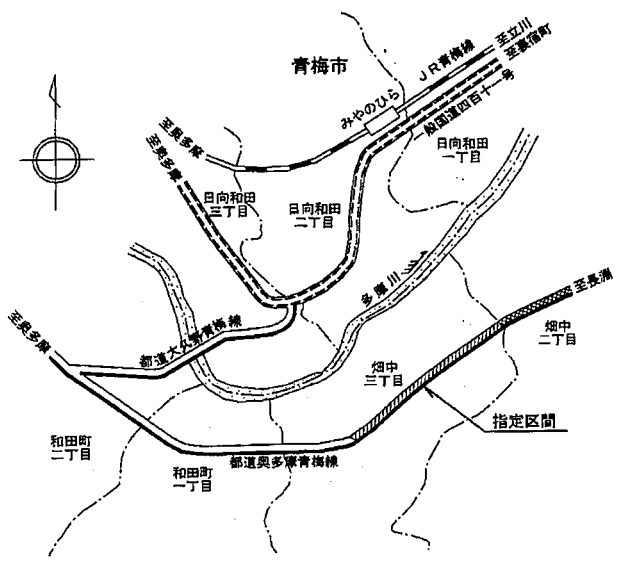 青梅市
JR青梅線
至立川
至裏宿町
みやのひら
一般国道四百十一号
至奥多摩
至奥多摩
日向和田
一丁目
日向和田
三丁目
日向和田
二丁目
多摩川
至長淵
至奥多摩
都道大久野青梅線
畑中
二丁目
畑中
三丁目
指定区間
和田町
二丁目
都道奥多摩青梅線
和田町
一丁目